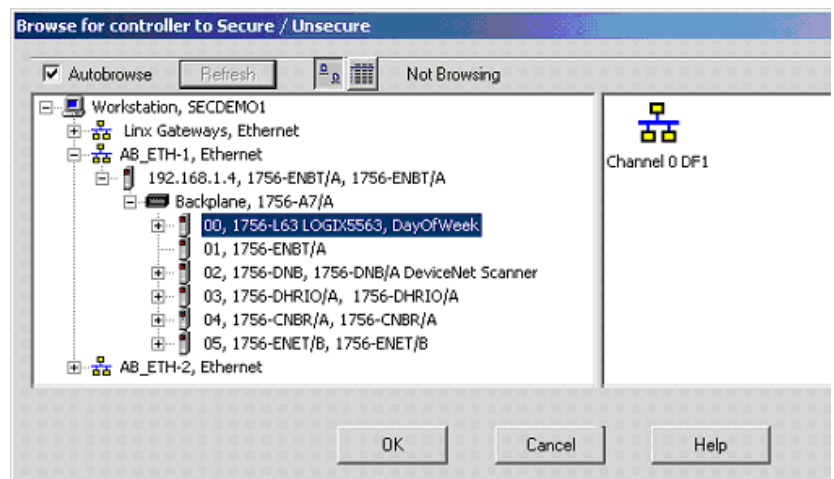 Browse for controller to Secure / Unsecure
Autobrowse Refresh Not Browsing
Workstation, SECDEMO1
Linx Gateways, Ethernet
AB_ETH-1, Ethernet
192.168.1.4, 1756-ENBT/A, 1756-ENBT/A
Backplane, 1756-A7/A
00, 1756-L63 LOGIX5563, DayOfWeek
01, 1756-ENBT/A
02, 1756-DNB, 1756-DNB/A DeviceNet Scanner
03, 1756-DHRIO/A, 1756-DHRIO/A
04, 1756-CNBR/A, 1756-CNBR/A
05, 1756-ENET/B, 1756-ENET/B
AB_ETH-2, Ethernet
Channel 0 DF1
OK Cancel Help